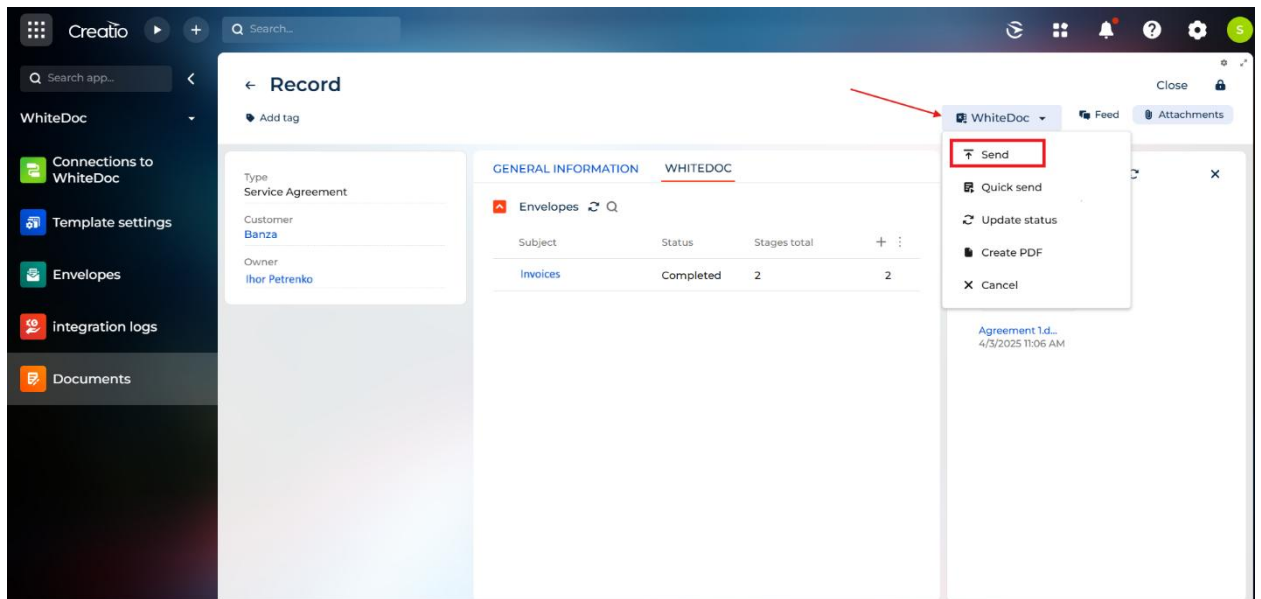 Creatio
Search...
S
Search app...
WhiteDoc
Connections to
WhiteDoc
Template settings
Envelopes
integration logs
Documents
Record
Close
Add tag
WhiteDoc
Feed
Attachments
Type
Service Agreement
Customer
Banza
Owner
Ihor Petrenko
GENERAL INFORMATION
WHITEDOC
Envelopes
Subject
Status
Stages total
Invoices
Completed
2
2
Send
Quick send
Update status
Create PDF
Cancel
Agreement 1.d...
4/3/2025 11:06 AM